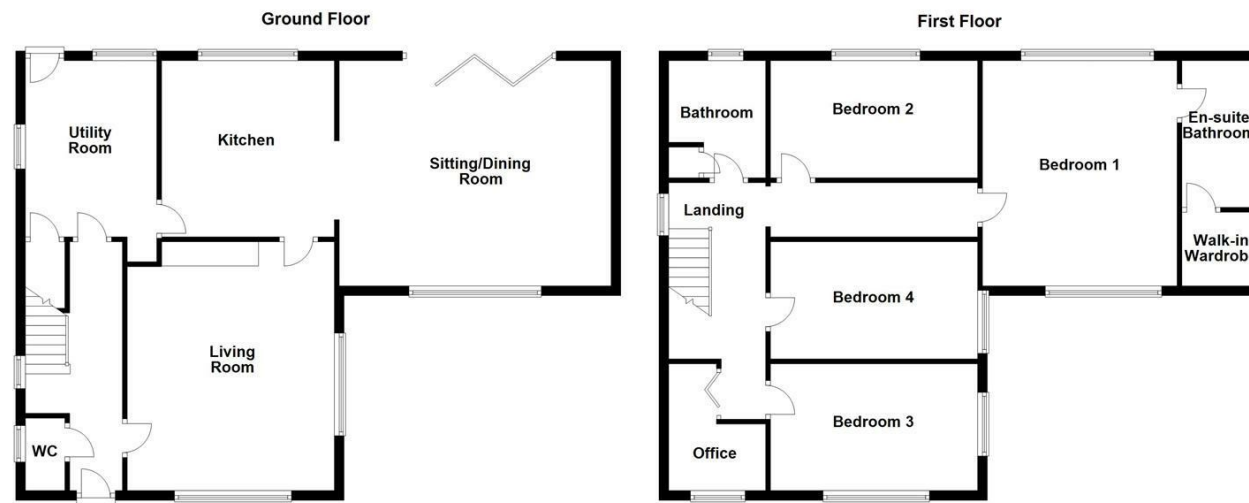 Ground Floor
Utility
Room
Kitchen
Sitting/Dining
Room
Living
Room
WC
First Floor
Bathroom
Bedroom 2
Bedroom 1
En-suite
Bathroom
Landing
Walk-in
Wardrob
Bedroom 4
Bedroom 3
Office